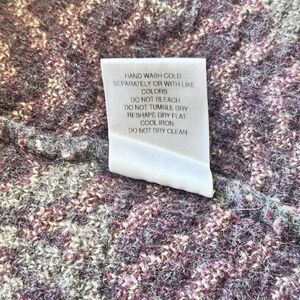 HAND WASH COLD
SEPARATELY OR WITH LIKE
COLORS
DO NOT BLEACH
DO NOT TUMBLE DRY
RESHAPE DRY FLAT
COOL IRON
DO NOT DRY CLEAN